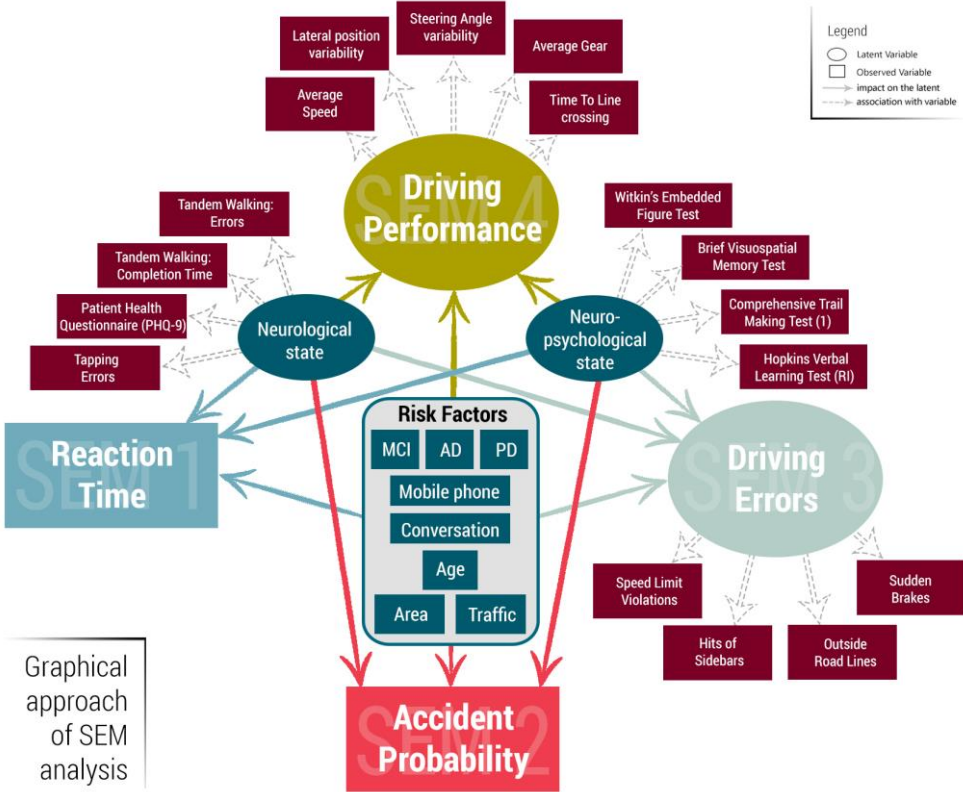 Steering Angle
variability
Lateral position
variability
Average Gear
Average
Speed
Time To Line
crossing
Legend
Latent Variable
Observed Variable
impact on the latent
association with variable
SEM 4
Driving
Performance
Tandem Walking:
Errors
Tandem Walking:
Completion Time
Patient Health
Questionnaire (PHQ-9)
Tapping
Errors
Witkin's Embedded
Figure Test
Brief Visuospatial
Memory Test
Comprehensive Trail
Making Test (1)
Hopkins Verbal
Learning Test (RI)
Neurological
state
Neuro-
psychological
state
SEM 1
Reaction
Time
Risk Factors
MCI
AD
PD
Mobile phone
Conversation
Age
Area
Traffic
SEM 3
Driving
Errors
Speed Limit
Violations
Hits of
Sidebars
Outside
Road Lines
Sudden
Brakes
SEM 2
Accident
Probability
Graphical
approach
of SEM
analysis